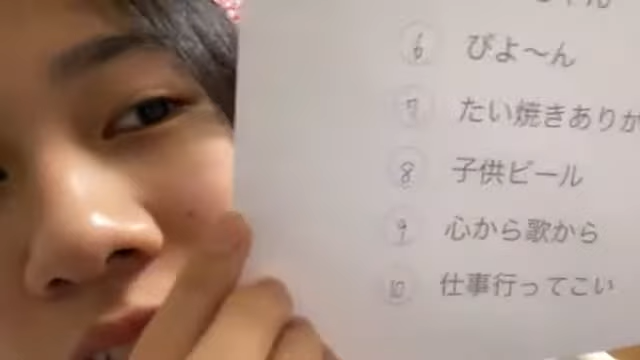 ⑥ びよ〜ん
⑦ たい焼きありが
⑧ 子供ビール
⑨ 心から歌から
⑩ 仕事行ってこい